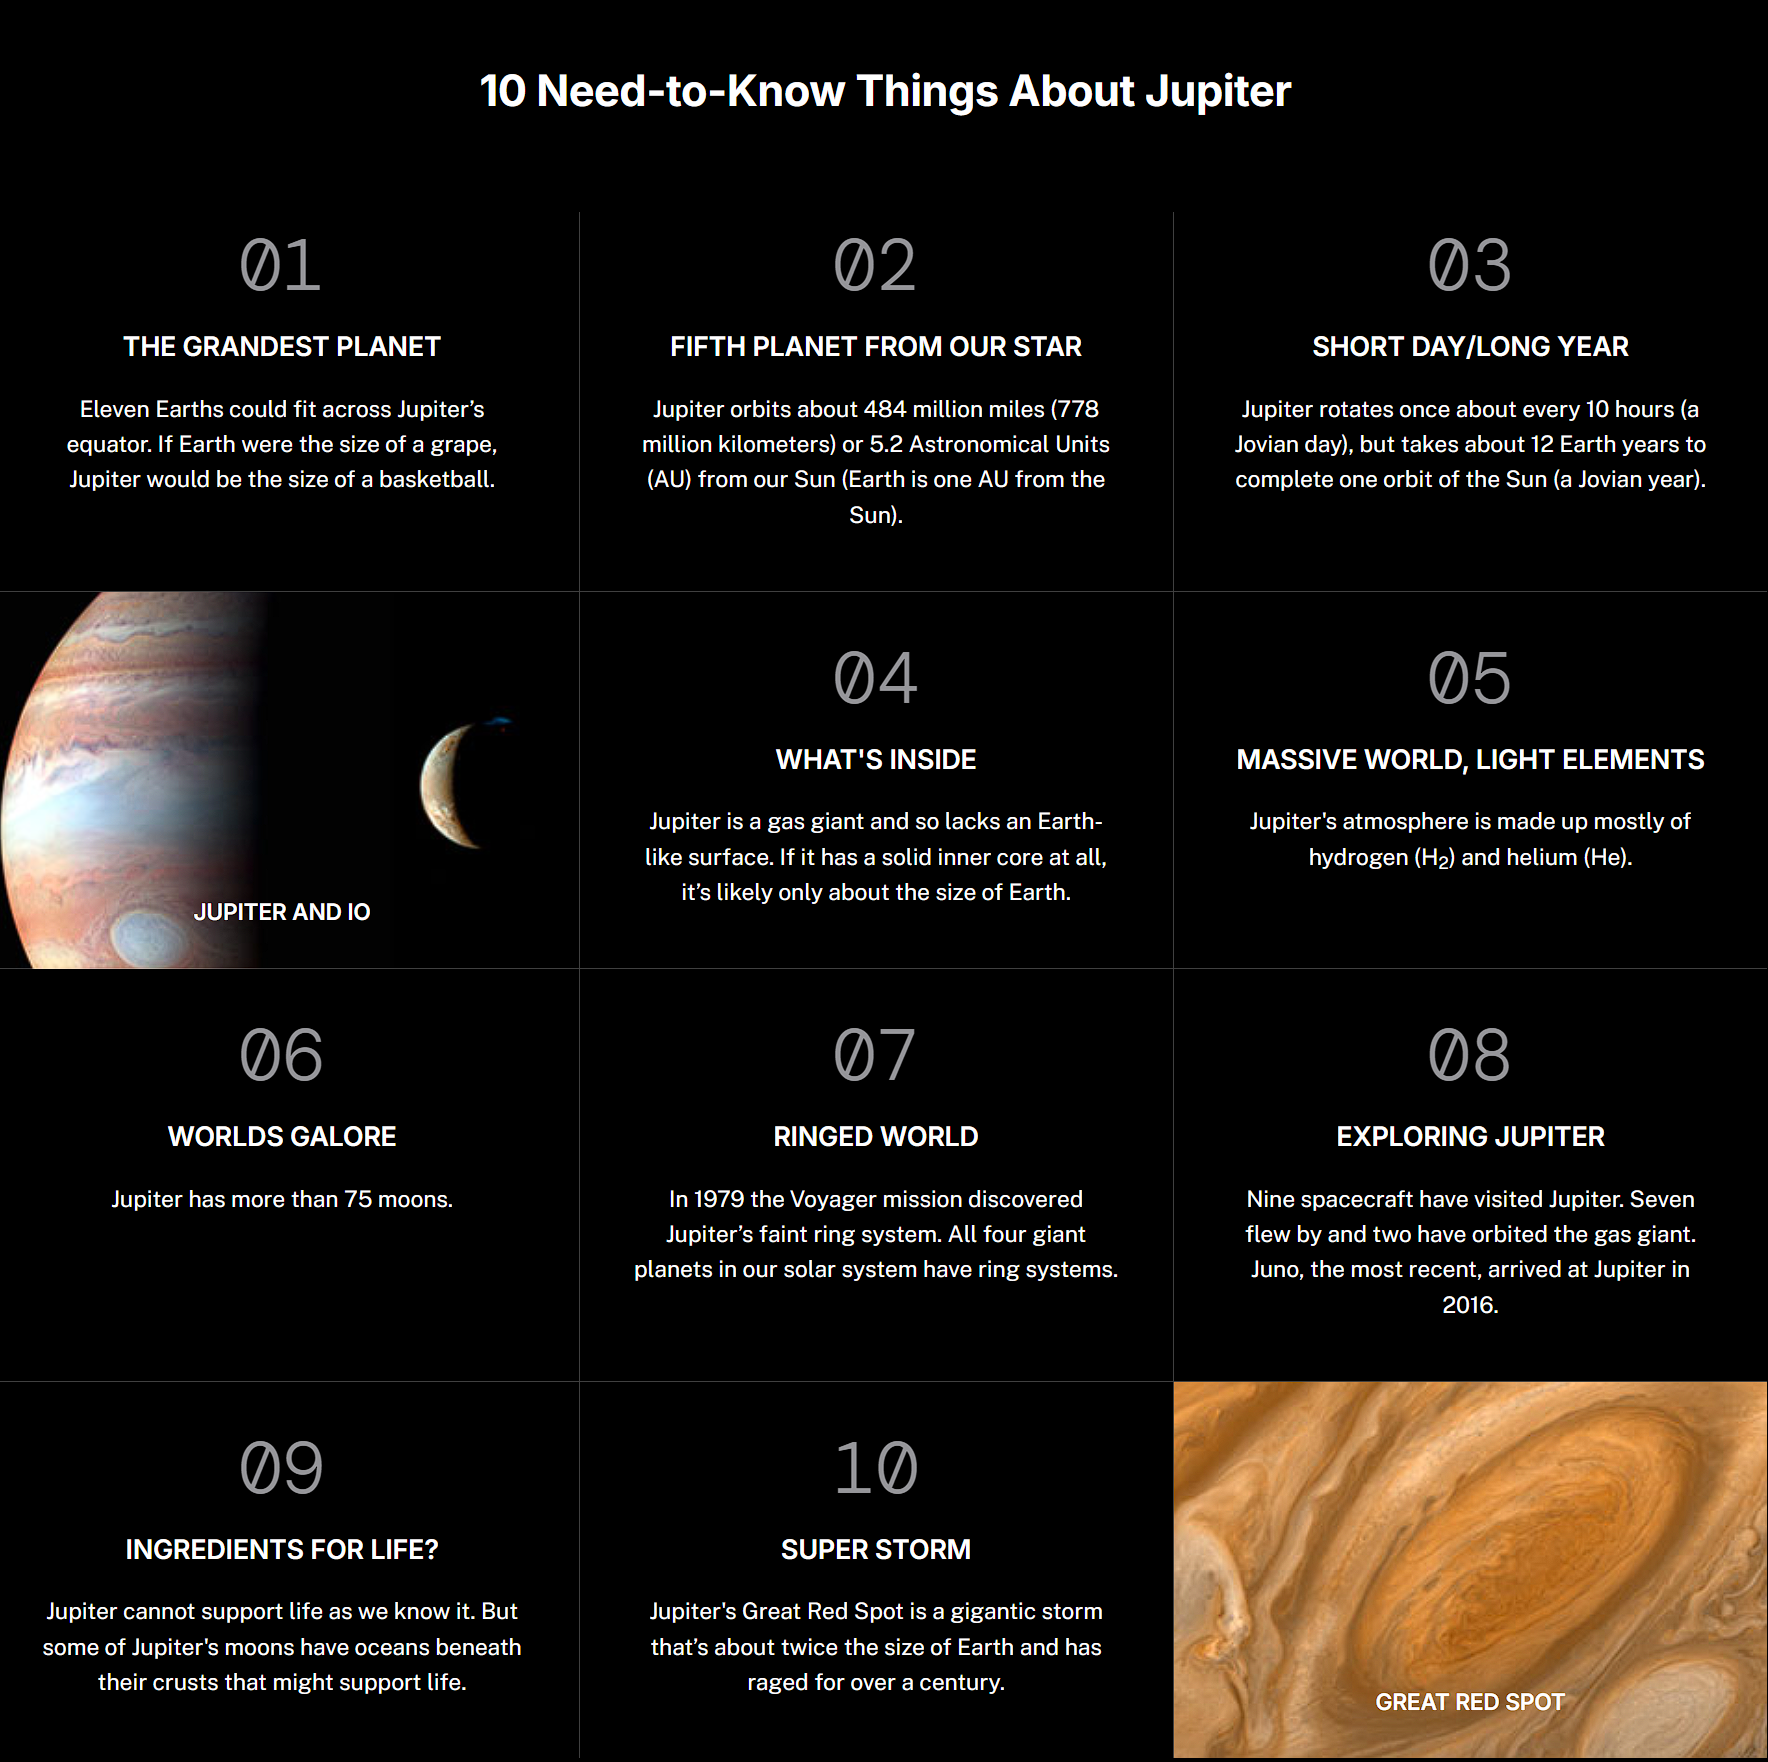 10 Need-to-Know Things About Jupiter
01
THE GRANDEST PLANET
Eleven Earths could fit across Jupiter’s
equator. If Earth were the size of a grape,
Jupiter would be the size of a basketball.
02
FIFTH PLANET FROM OUR STAR
Jupiter orbits about 484 million miles (778
million kilometers) or 5.2 Astronomical Units
(AU) from our Sun (Earth is one AU from the
Sun).
03
SHORT DAY/LONG YEAR
Jupiter rotates once about every 10 hours (a
Jovian day), but takes about 12 Earth years to
complete one orbit of the Sun (a Jovian year).
JUPITER AND IO
04
WHAT'S INSIDE
Jupiter is a gas giant and so lacks an Earth-
like surface. If it has a solid inner core at all,
it’s likely only about the size of Earth.
05
MASSIVE WORLD, LIGHT ELEMENTS
Jupiter's atmosphere is made up mostly of
hydrogen (H₂) and helium (He).
06
WORLDS GALORE
Jupiter has more than 75 moons.
07
RINGED WORLD
In 1979 the Voyager mission discovered
Jupiter’s faint ring system. All four giant
planets in our solar system have ring systems.
08
EXPLORING JUPITER
Nine spacecraft have visited Jupiter. Seven
flew by and two have orbited the gas giant.
Juno, the most recent, arrived at Jupiter in
2016.
09
INGREDIENTS FOR LIFE?
Jupiter cannot support life as we know it. But
some of Jupiter's moons have oceans beneath
their crusts that might support life.
10
SUPER STORM
Jupiter's Great Red Spot is a gigantic storm
that’s about twice the size of Earth and has
raged for over a century.
GREAT RED SPOT